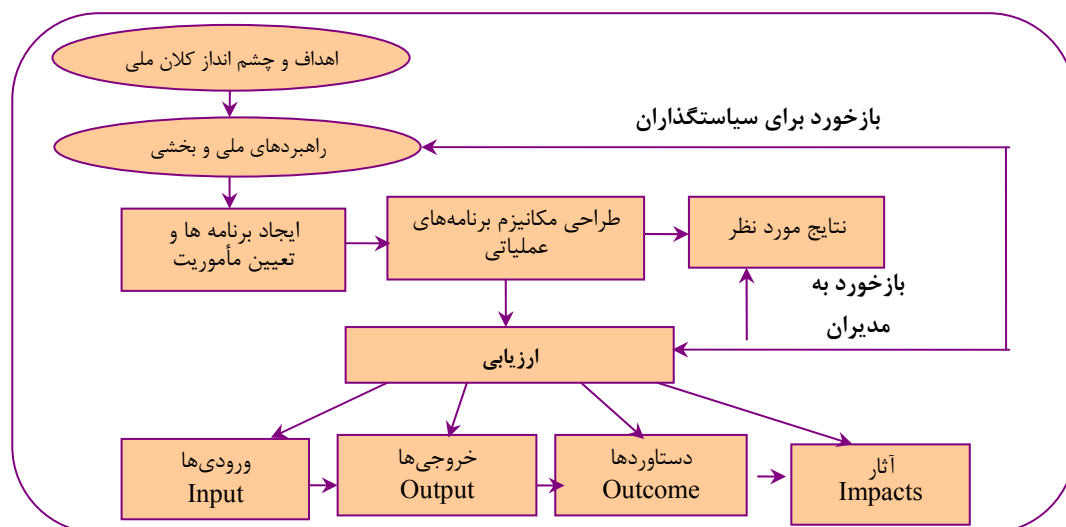 اهداف و چشم انداز کلان ملی
بازخورد برای سیاستگذاران
راهبردهای ملی و بخشی
ایجاد برنامه ها و
تعیین مأموریت
طراحی مکانیزم برنامه‌های
عملیاتی
نتایج مورد نظر
بازخورد به
مدیران
ارزیابی
ورودی‌ها
Input
خروجی‌ها
Output
دستاوردها
Outcome
آثار
Impacts